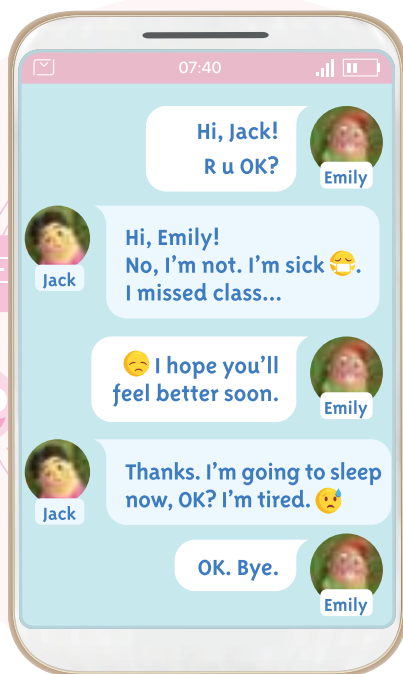 07:40
Hi, Jack!
R u OK?
Emily
Hi, Emily!
No, I'm not. I'm sick 😷.
I missed class...
Jack
😞 I hope you'll
feel better soon.
Emily
Thanks. I'm going to sleep
now, OK? I'm tired. 😥
Jack
OK. Bye.
Emily